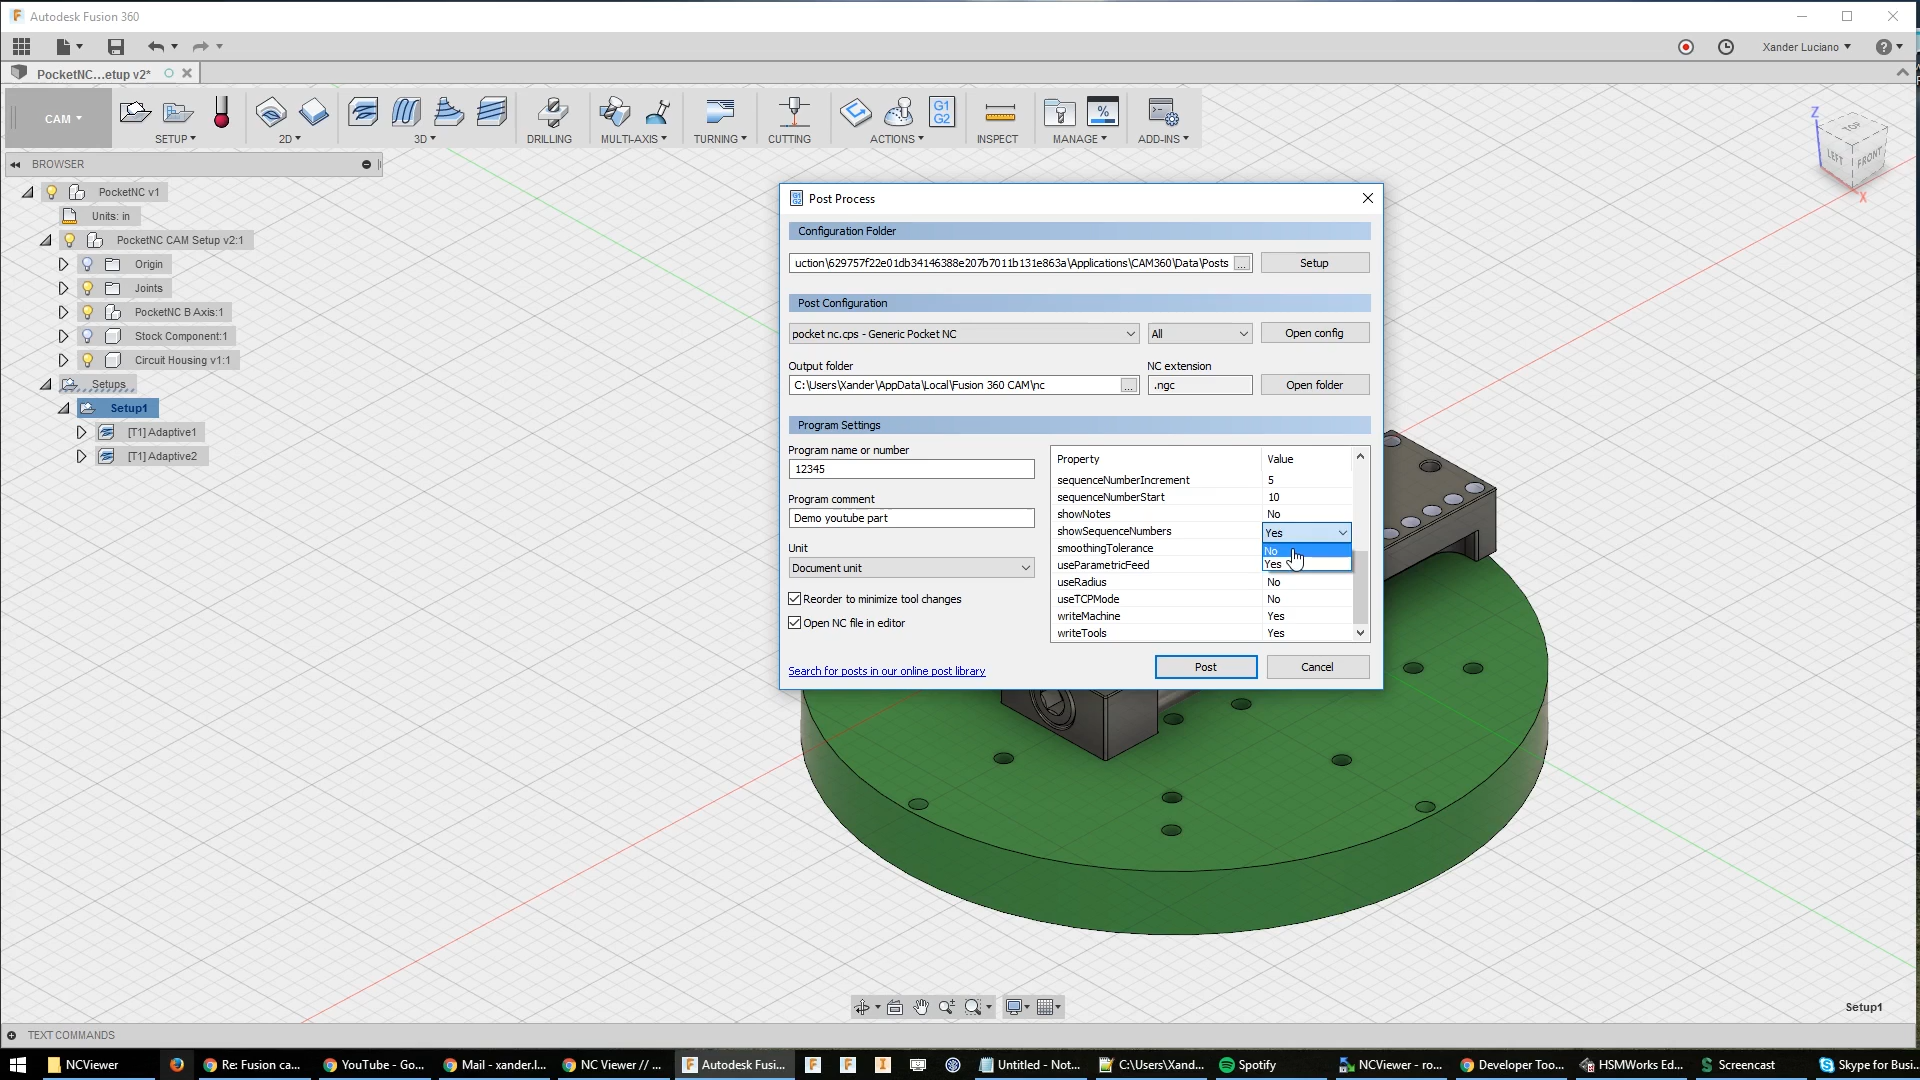 Autodesk Fusion 360
Xander Luciano
PocketNC...etup v2*
CAM
SETUP
2D
3D
DRILLING
MULTI-AXIS
TURNING
CUTTING
G1
G2
ACTIONS
INSPECT
%
MANAGE
ADD-INS
BROWSER
PocketNC v1
Units: in
PocketNC CAM Setup v2:1
Origin
Joints
PocketNC B Axis:1
Stock Component:1
Circuit Housing v1:1
Setups
Setup1
[T1] Adaptive1
[T1] Adaptive2
Z
TOP
LEFT
FRONT
X
Post Process
Configuration Folder
uction\629757f22e01db34146388e207b7011b131e863a\Applications\CAM360\Data\Posts
...
Setup
Post Configuration
pocket nc.cps - Generic Pocket NC
All
Open config
Output folder
NC extension
C:\Users\Xander\AppData\Local\Fusion 360 CAM\nc
...
.ngc
Open folder
Program Settings
Program name or number
12345
Program comment
Demo youtube part
Unit
Document unit
Reorder to minimize tool changes
Open NC file in editor
Property Value
sequenceNumberIncrement 5
sequenceNumberStart 10
showNotes No
showSequenceNumbers Yes
No
Yes
smoothingTolerance
useParametricFeed
useRadius No
useTCPMode No
writeMachine Yes
writeTools Yes
Search for posts in our online post library
Post
Cancel
Setup1
TEXT COMMANDS
NCViewer
Re: Fusion ca...
YouTube - Go...
Mail - xander.l...
NC Viewer // ...
Autodesk Fusi...
Untitled - Not...
C:\Users\Xand...
Spotify
NCViewer - ro...
Developer Too...
HSMWorks Ed...
Screencast
Skype for Busi...